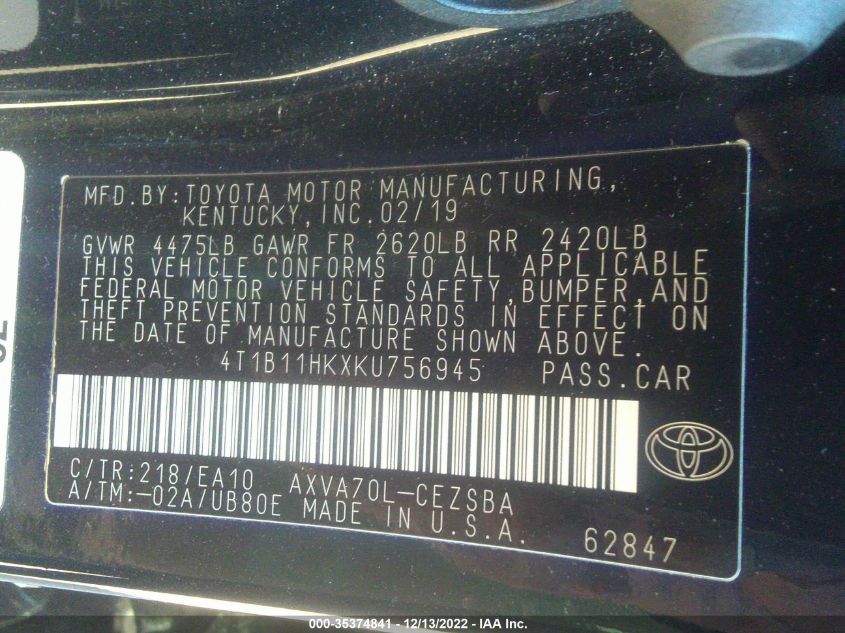 MFD.BY:TOYOTA MOTOR MANUFACTURING,
KENTUCKY,INC.02/19
GVWR 4475LB GAWR FR 2620LB RR 2420LB
THIS VEHICLE CONFORMS TO ALL APPLICABLE
FEDERAL MOTOR VEHICLE SAFETY,BUMPER,AND
THEFT PREVENTION STANDARDS IN EFFECT ON
THE DATE OF MANUFACTURE SHOWN ABOVE.
4T1B11HKXKU756945 PASS.CAR
C/TR:218/EA10 AXVA70L-CEZSBA
A/TM:-02A/UB80E MADE IN U.S.A.
62847
000-35374841 - 12/13/2022 - IAA Inc.